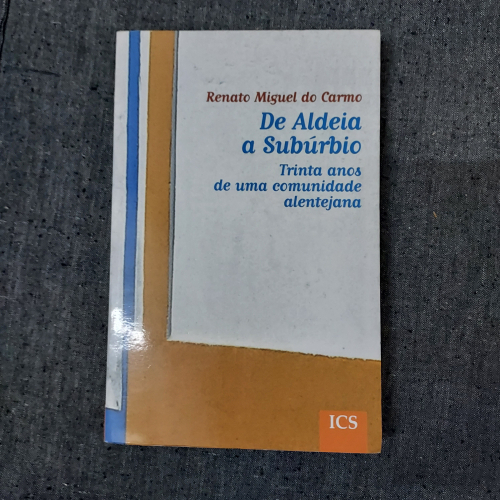 Renato Miguel do Carmo
De Aldeia
a Subúrbio
Trinta anos
de uma comunidade
alentejana
ICS